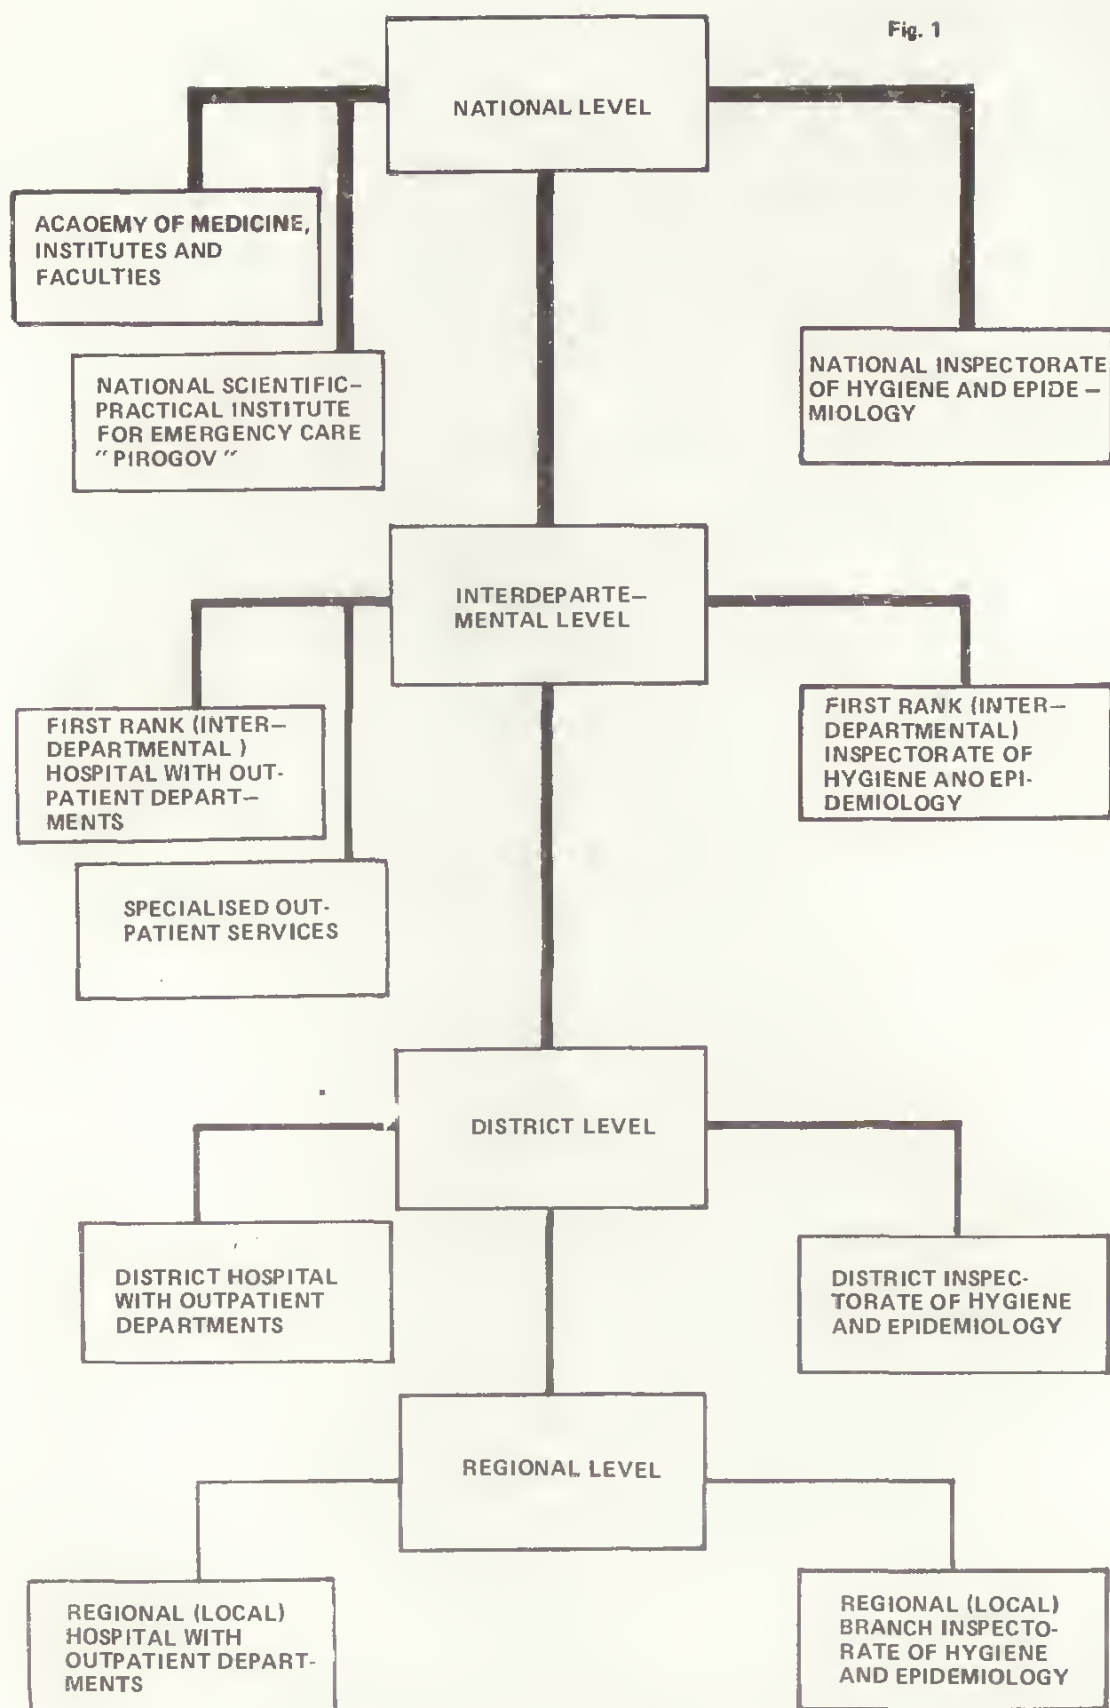 Fig. 1
NATIONAL LEVEL
ACAOEMY OF MEDICINE,
INSTITUTES AND
FACULTIES
NATIONAL SCIENTIFIC—
PRACTICAL INSTITUTE
FOR EMERGENCY CARE
"PIROGOV"
NATIONAL INSPECTORATE
OF HYGIENE AND EPIDE—
MIOLOGY
INTERDEPARTE—
MENTAL LEVEL
FIRST RANK (INTER—
DEPARTMENTAL )
HOSPITAL WITH OUT-
PATIENT DEPART—
MENTS
SPECIALISED OUT-
PATIENT SERVICES
FIRST RANK (INTER—
DEPARTMENTAL)
INSPECTORATE OF
HYGIENE ANO EPI-
DEMIOLOGY
DISTRICT LEVEL
DISTRICT HOSPITAL
WITH OUTPATIENT
DEPARTMENTS
DISTRICT INSPEC-
TORATE OF HYGIENE
AND EPIDEMIOLOGY
REGIONAL LEVEL
REGIONAL (LOCAL)
HOSPITAL WITH
OUTPATIENT DEPART-
MENTS
REGIONAL (LOCAL)
BRANCH INSPECTO-
RATE OF HYGIENE
AND EPIDEMIOLOGY